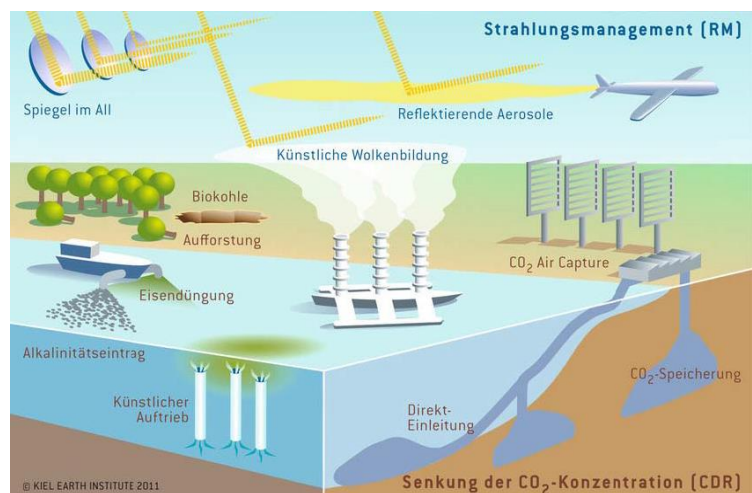 Strahlungsmanagement (RM)
Spiegel im All
Reflektierende Aerosole
Künstliche Wolkenbildung
Biokohle
Aufforstung
CO₂ Air Capture
Eisendüngung
Alkalinitätseintrag
CO₂-Speicherung
Künstlicher
Auftrieb
Direkt-
Einleitung
© KIEL EARTH INSTITUTE 2011
Senkung der CO₂-Konzentration (CDR)